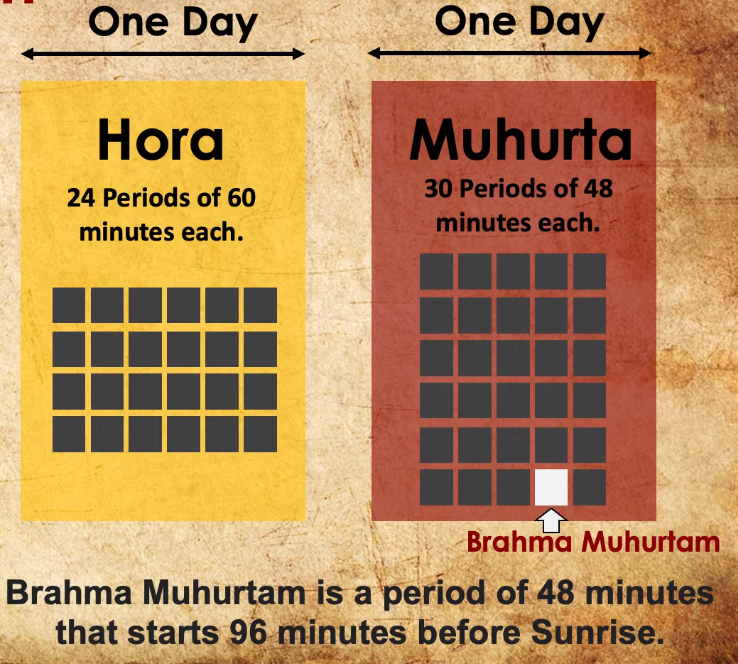 One Day
Hora
24 Periods of 60
minutes each.
One Day
Muhurta
30 Periods of 48
minutes each.
Brahma Muhurtam
Brahma Muhurtam is a period of 48 minutes
that starts 96 minutes before Sunrise.